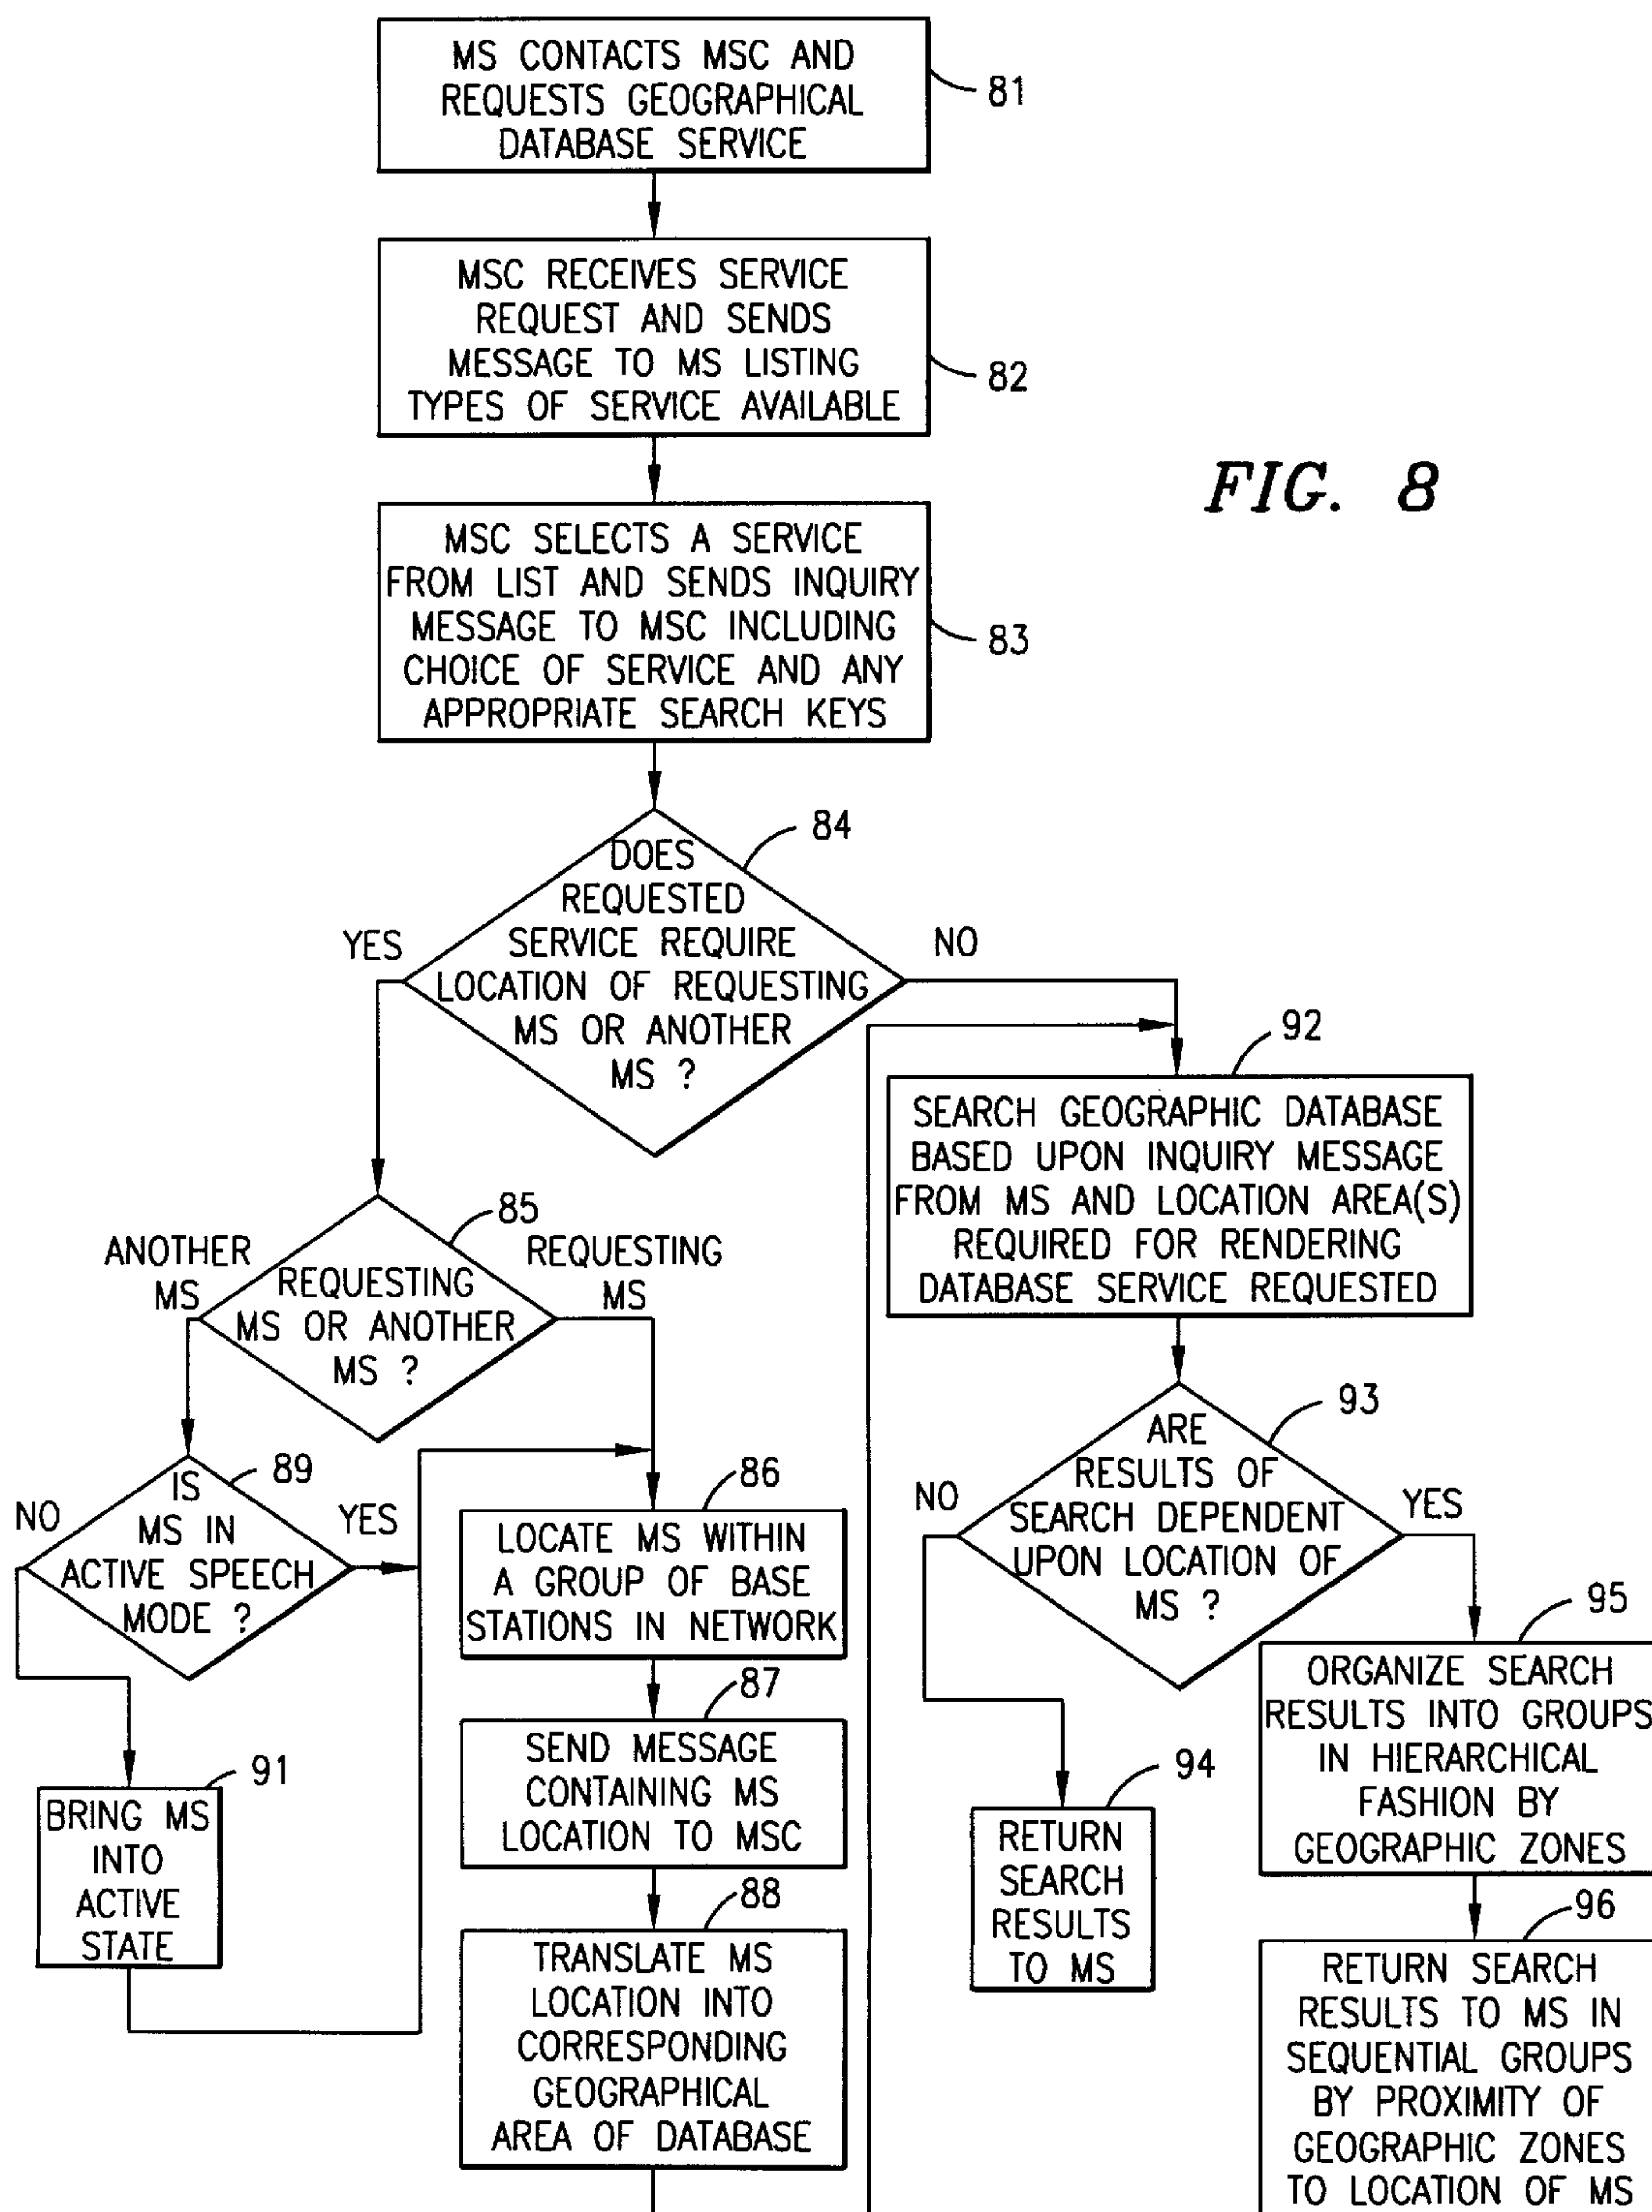 MS CONTACTS MSC AND
REQUESTS GEOGRAPHICAL
DATABASE SERVICE
81
MSC RECEIVES SERVICE
REQUEST AND SENDS
MESSAGE TO MS LISTING
TYPES OF SERVICE AVAILABLE
82
FIG. 8
MSC SELECTS A SERVICE
FROM LIST AND SENDS INQUIRY
MESSAGE TO MSC INCLUDING
CHOICE OF SERVICE AND ANY
APPROPRIATE SEARCH KEYS
83
84
DOES
REQUESTED
SERVICE REQUIRE
LOCATION OF REQUESTING
MS OR ANOTHER
MS ?
YES
NO
85
ANOTHER
MS
REQUESTING
MS
REQUESTING
MS OR ANOTHER
MS ?
89
IS
MS IN
ACTIVE SPEECH
MODE ?
NO
YES
91
BRING MS
INTO
ACTIVE
STATE
86
LOCATE MS WITHIN
A GROUP OF BASE
STATIONS IN NETWORK
87
SEND MESSAGE
CONTAINING MS
LOCATION TO MSC
88
TRANSLATE MS
LOCATION INTO
CORRESPONDING
GEOGRAPHICAL
AREA OF DATABASE
92
SEARCH GEOGRAPHIC DATABASE
BASED UPON INQUIRY MESSAGE
FROM MS AND LOCATION AREA(S)
REQUIRED FOR RENDERING
DATABASE SERVICE REQUESTED
93
ARE
RESULTS OF
SEARCH DEPENDENT
UPON LOCATION OF
MS ?
NO
YES
94
RETURN
SEARCH
RESULTS
TO MS
95
ORGANIZE SEARCH
RESULTS INTO GROUPS
IN HIERARCHICAL
FASHION BY
GEOGRAPHIC ZONES
96
RETURN SEARCH
RESULTS TO MS IN
SEQUENTIAL GROUPS
BY PROXIMITY OF
GEOGRAPHIC ZONES
TO LOCATION OF MS